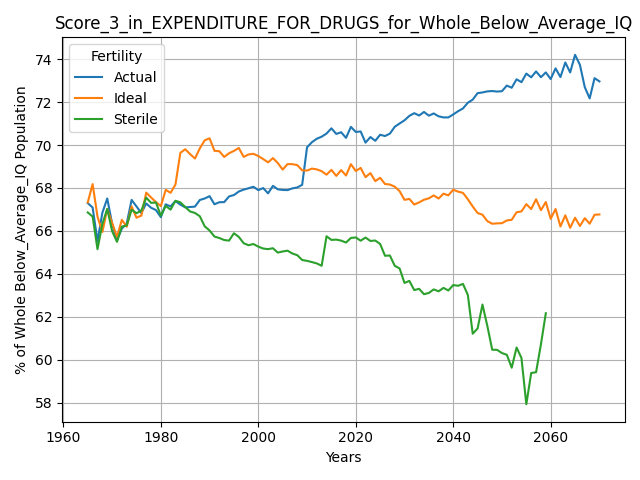 Score_3_in_EXPENDITURE_FOR_DRUGS_for_Whole_Below_Average_IQ
Fertility
Actual
Ideal
Sterile
% of Whole Below_Average_IQ Population
74
72
70
68
66
64
62
60
58
1960
1980
2000
2020
2040
2060
Years